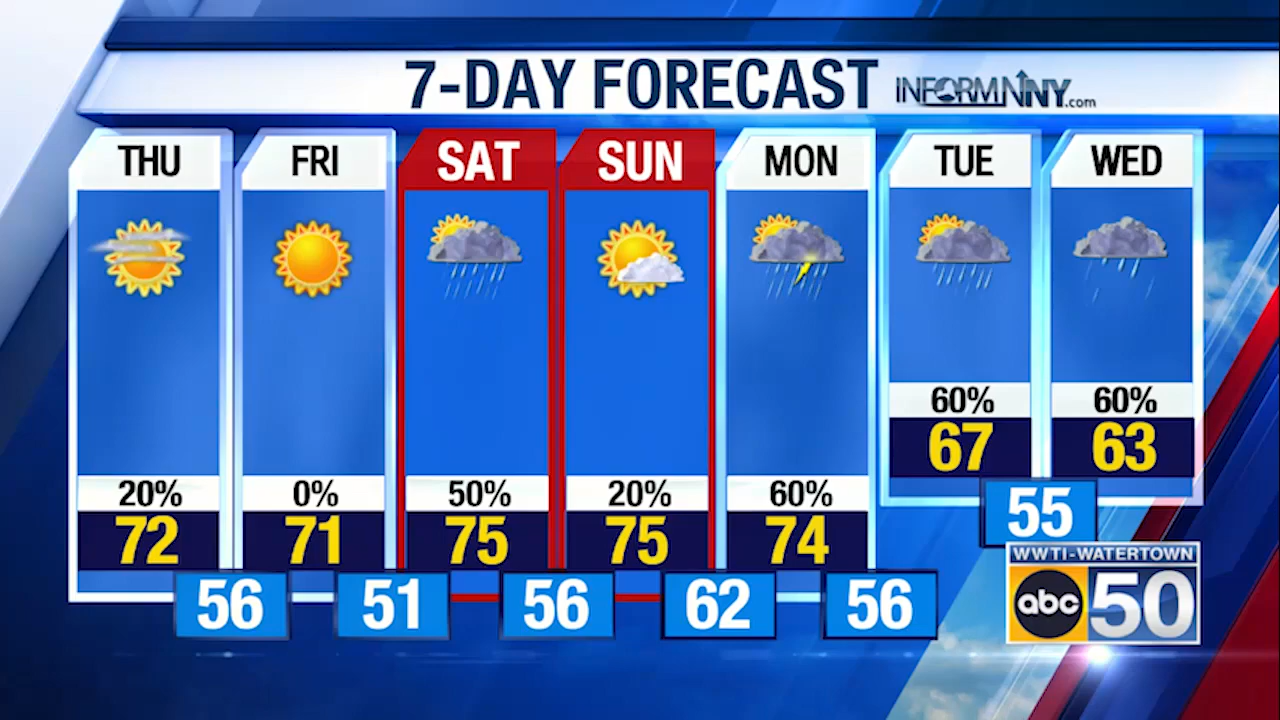 7-DAY FORECAST INFORMNNY.com
THU FRI SAT SUN MON TUE WED
60% 60%
67 63
20% 0% 50% 20% 60%
72 71 75 75 74
55
56 51 56 62 56
WWTI-WATERTOWN
abc 50